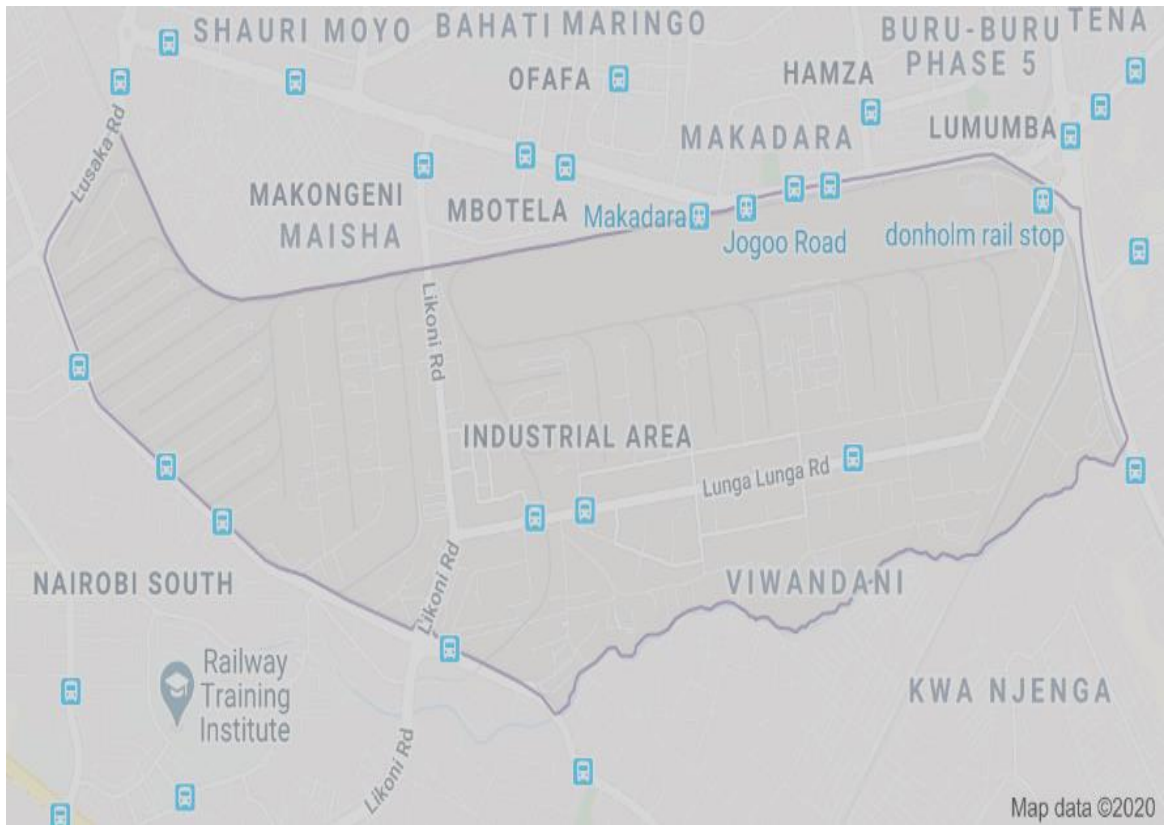 SHAURI MOYO
BAHATI
MARINGO
BURU-BURU
PHASE 5
TENA
OFAFA
HAMZA
LUMUMBA
MAKADARA
Lusaka Rd
MAKONGENI
MAISHA
MBOTELA
Makadara
Jogoo Road
donholm rail stop
Likoni Rd
INDUSTRIAL AREA
Lunga Lunga Rd
Likoni Rd
NAIROBI SOUTH
VIWANDANI
Railway
Training
Institute
KWA NJENGA
Likoni Rd
Map data ©2020